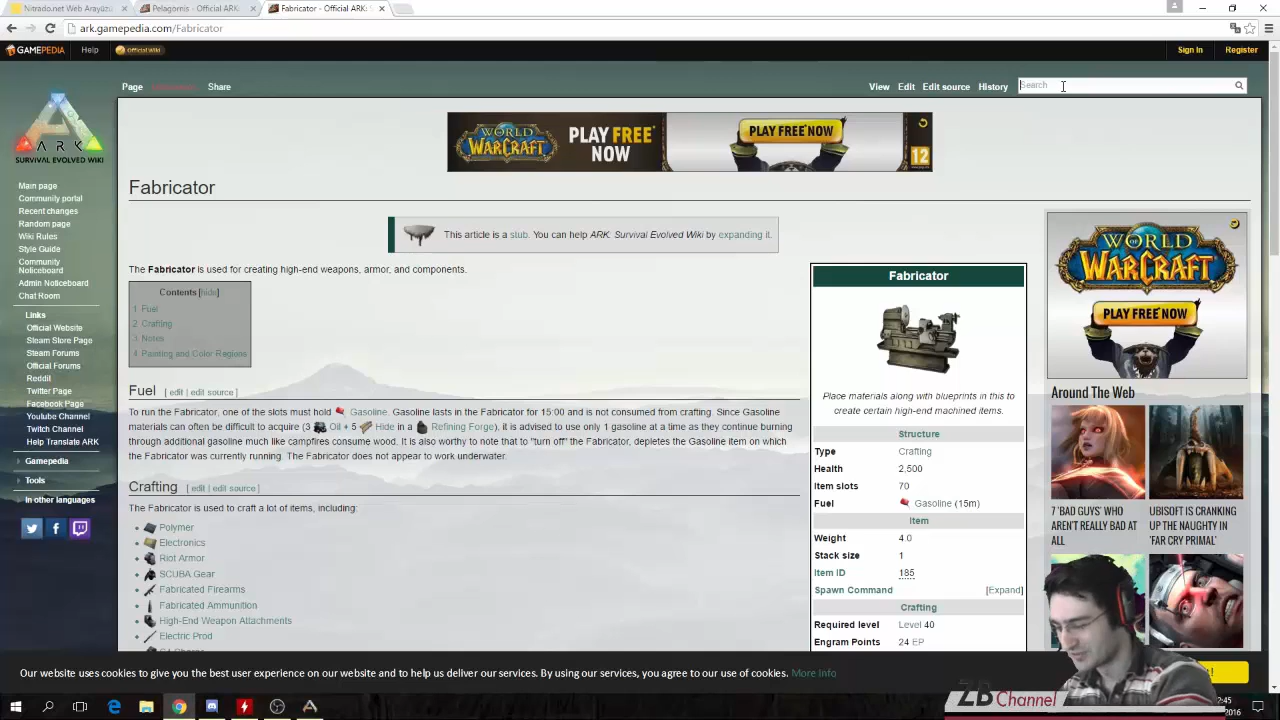 Nitrado.net Web Arayüzü
Pelagornis - Official ARK:
Fabricator - Official ARK:
ark.gamepedia.com/Fabricator
GAMEPEDIA
Help
Official Wiki
Sign In
Register
Page
Share
View
Edit
Edit source
History
Search
ARK
SURVIVAL EVOLVED WIKI
Main page
Community portal
Recent changes
Random page
Wiki Rules
Style Guide
Community
Noticeboard
Admin Noticeboard
Chat Room
Links
Official Website
Steam Store Page
Steam Forums
Official Forums
Reddit
Twitter Page
Facebook Page
Youtube Channel
Twitch Channel
Help Translate ARK
Gamepedia
Tools
In other languages
WORLD
WARCRAFT
PLAY FREE*
NOW
PLAY FREE NOW
12
Fabricator
This article is a stub. You can help ARK: Survival Evolved Wiki by expanding it.
The Fabricator is used for creating high-end weapons, armor, and components.
Contents [hide]
1 Fuel
2 Crafting
3 Notes
4 Painting and Color Regions
Fuel [ edit | edit source ]
To run the Fabricator, one of the slots must hold Gasoline. Gasoline lasts in the Fabricator for 15:00 and is not consumed from crafting. Since Gasoline
materials can often be difficult to acquire (3 Oil + 5 Hide in a Refining Forge), it is advised to use only 1 gasoline at a time as they continue burning
through additional gasoline much like campfires consume wood. It is also worthy to note that to "turn off" the Fabricator, depletes the Gasoline item on which
the Fabricator was currently running. The Fabricator does not appear to work underwater.
Crafting [ edit | edit source ]
The Fabricator is used to craft a lot of items, including:
Polymer
Electronics
Riot Armor
SCUBA Gear
Fabricated Firearms
Fabricated Ammunition
High-End Weapon Attachments
Electric Prod
Fabricator
Place materials along with blueprints in this to
create certain high-end machined items.
Structure
Type Crafting
Health 2,500
Item slots 70
Fuel Gasoline (15m)
Item
Weight 4.0
Stack size 1
Item ID 185
Spawn Command [Expand]
Crafting
Required level Level 40
Engram Points 24 EP
WORLD
WARCRAFT
PLAY FREE NOW
Around The Web
7 'BAD GUYS' WHO
AREN'T REALLY BAD AT
ALL
UBISOFT IS CRANKING
UP THE NAUGHTY IN
'FAR CRY PRIMAL'
Our website uses cookies to give you the best user experience on our website and to help us deliver our services. By using our services, you agree to our use of cookies. More Info
ZB Channel
2:45
2016